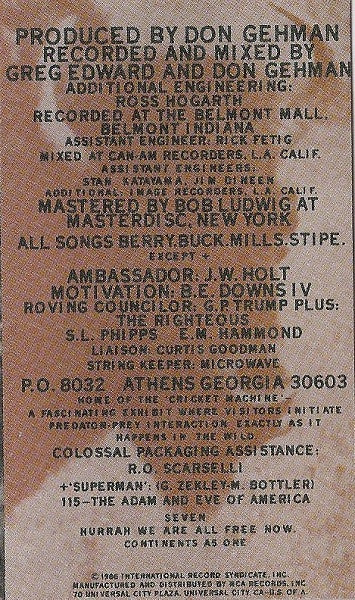 PRODUCED BY DON GEHMAN
RECORDED AND MIXED BY
GREG EDWARD AND DON GEHMAN
ADDITIONAL ENGINEERING:
ROSS HOGARTH
RECORDED AT THE BELMONT MALL,
BELMONT INDIANA
ASSISTANT ENGINEER: RICK FETIG
MIXED AT CAN-AM RECORDERS, L.A. CALIF.
ASSISTANT ENGINEERS:
STAN KATAYAMA, JIM DINEEN
ADDITIONAL: IMAGE RECORDERS, L.A. CALIF.
MASTERED BY BOB LUDWIG AT
MASTERDISC, NEW YORK
ALL SONGS BERRY.BUCK.MILLS.STIPE.
EXCEPT +
AMBASSADOR: J.W. HOLT
MOTIVATION: B.E. DOWNS IV
ROVING COUNCILOR: G.P. TRUMP PLUS:
THE RIGHTEOUS
S.L. PHIPPS E.M. HAMMOND
LIAISON: CURTIS GOODMAN
STRING KEEPER: MICROWAVE
P.O. 8032 ATHENS GEORGIA 30603
HOME OF THE 'CRICKET MACHINE'-
A FASCINATING EXHIBIT WHERE VISITORS INITIATE
PREDATOR-PREY INTERACTION EXACTLY AS IT
HAPPENS IN THE WILD
COLOSSAL PACKAGING ASSISTANCE:
R.O. SCARSELLI
+'SUPERMAN': (G. ZEKLEY-M. BOTTLER)
115-THE ADAM AND EVE OF AMERICA
SEVEN
HURRAH WE ARE ALL FREE NOW.
CONTINENTS AS ONE
© 1986 INTERNATIONAL RECORD SYNDICATE, INC.
MANUFACTURED AND DISTRIBUTED BY MCA RECORDS, INC.
70 UNIVERSAL CITY PLAZA, UNIVERSAL CITY CA-U.S. OF A.